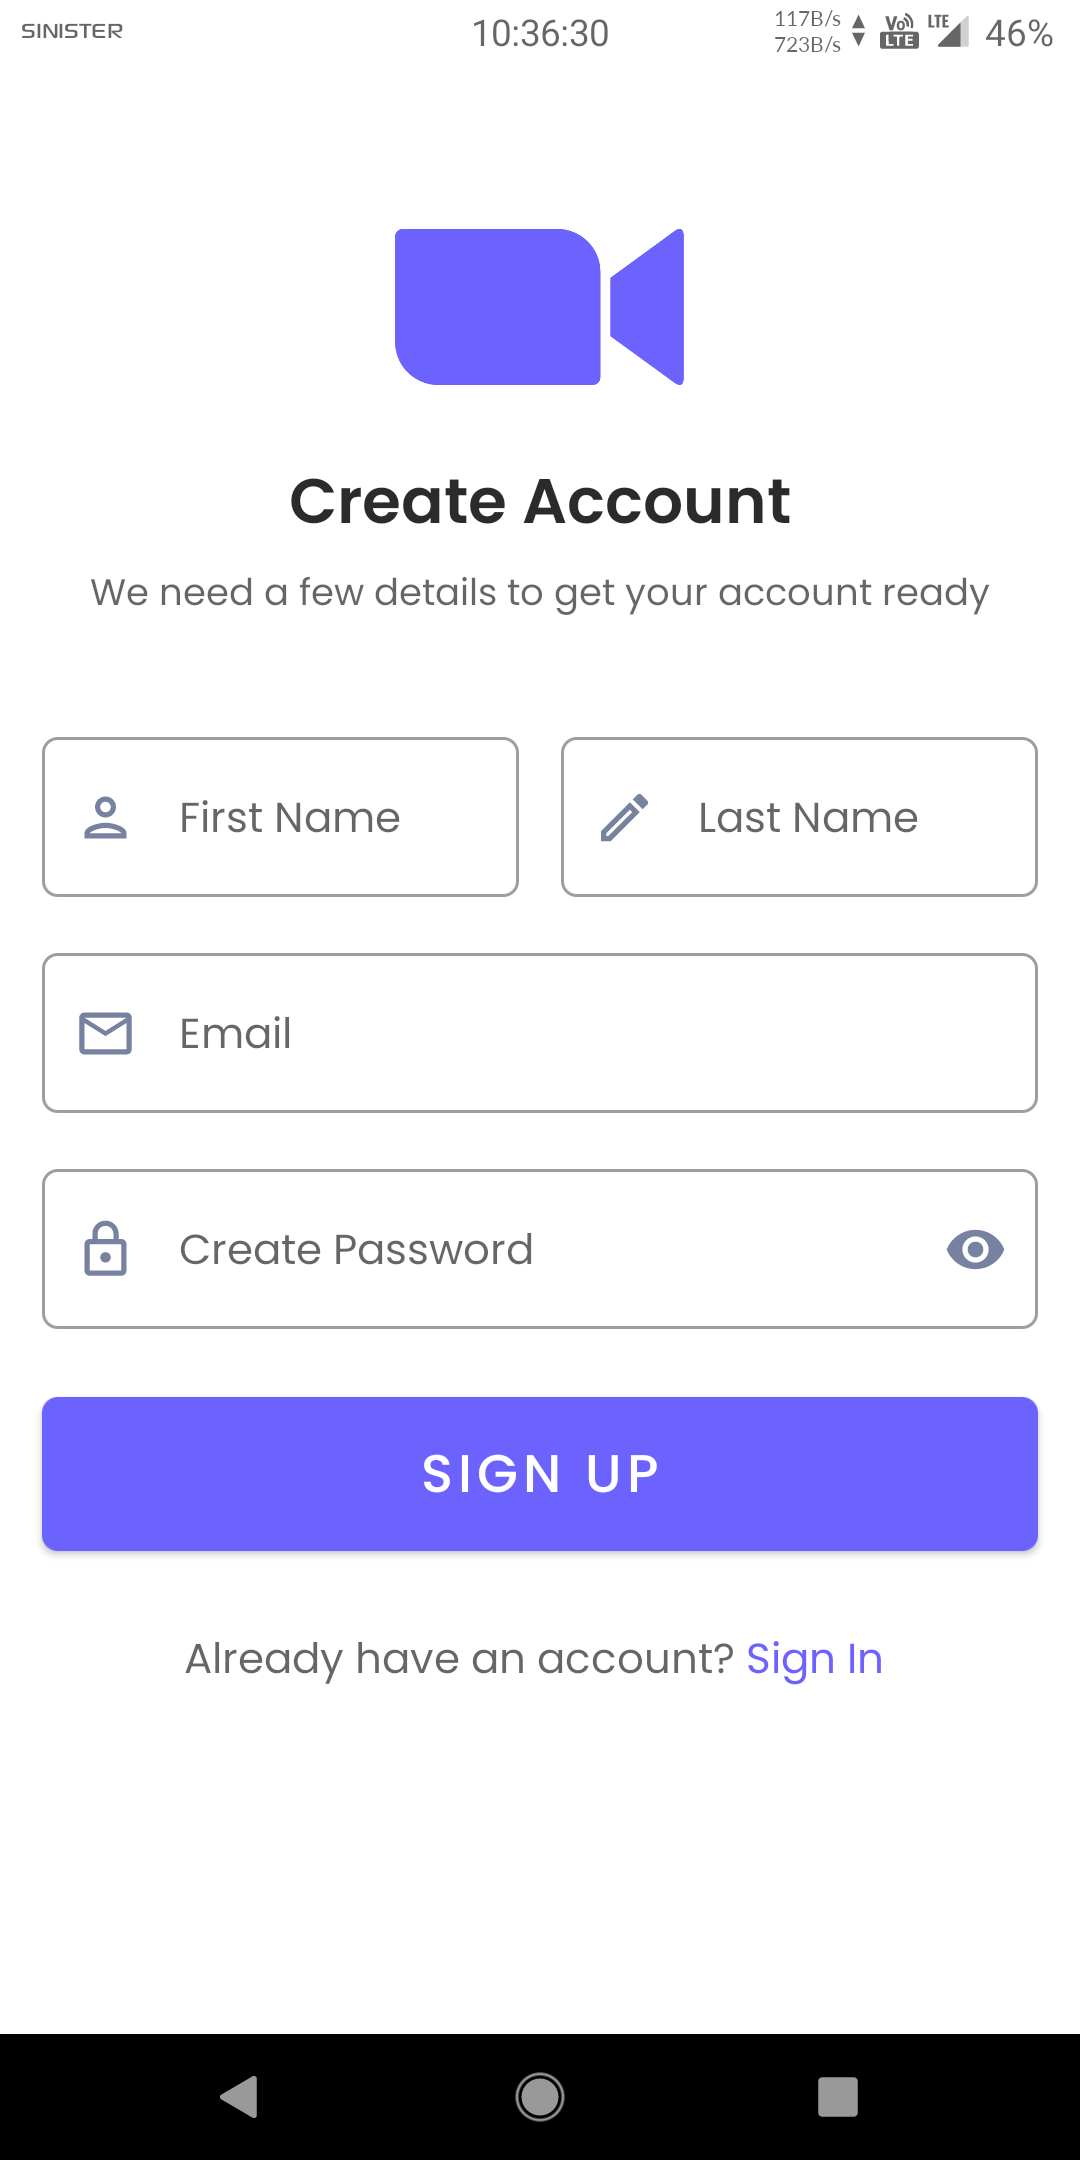 SINISTER 10:36:30 117B/s 723B/s Vo LTE LTE 46%
Create Account
We need a few details to get your account ready
First Name Last Name
Email
Create Password
SIGN UP
Already have an account? Sign In